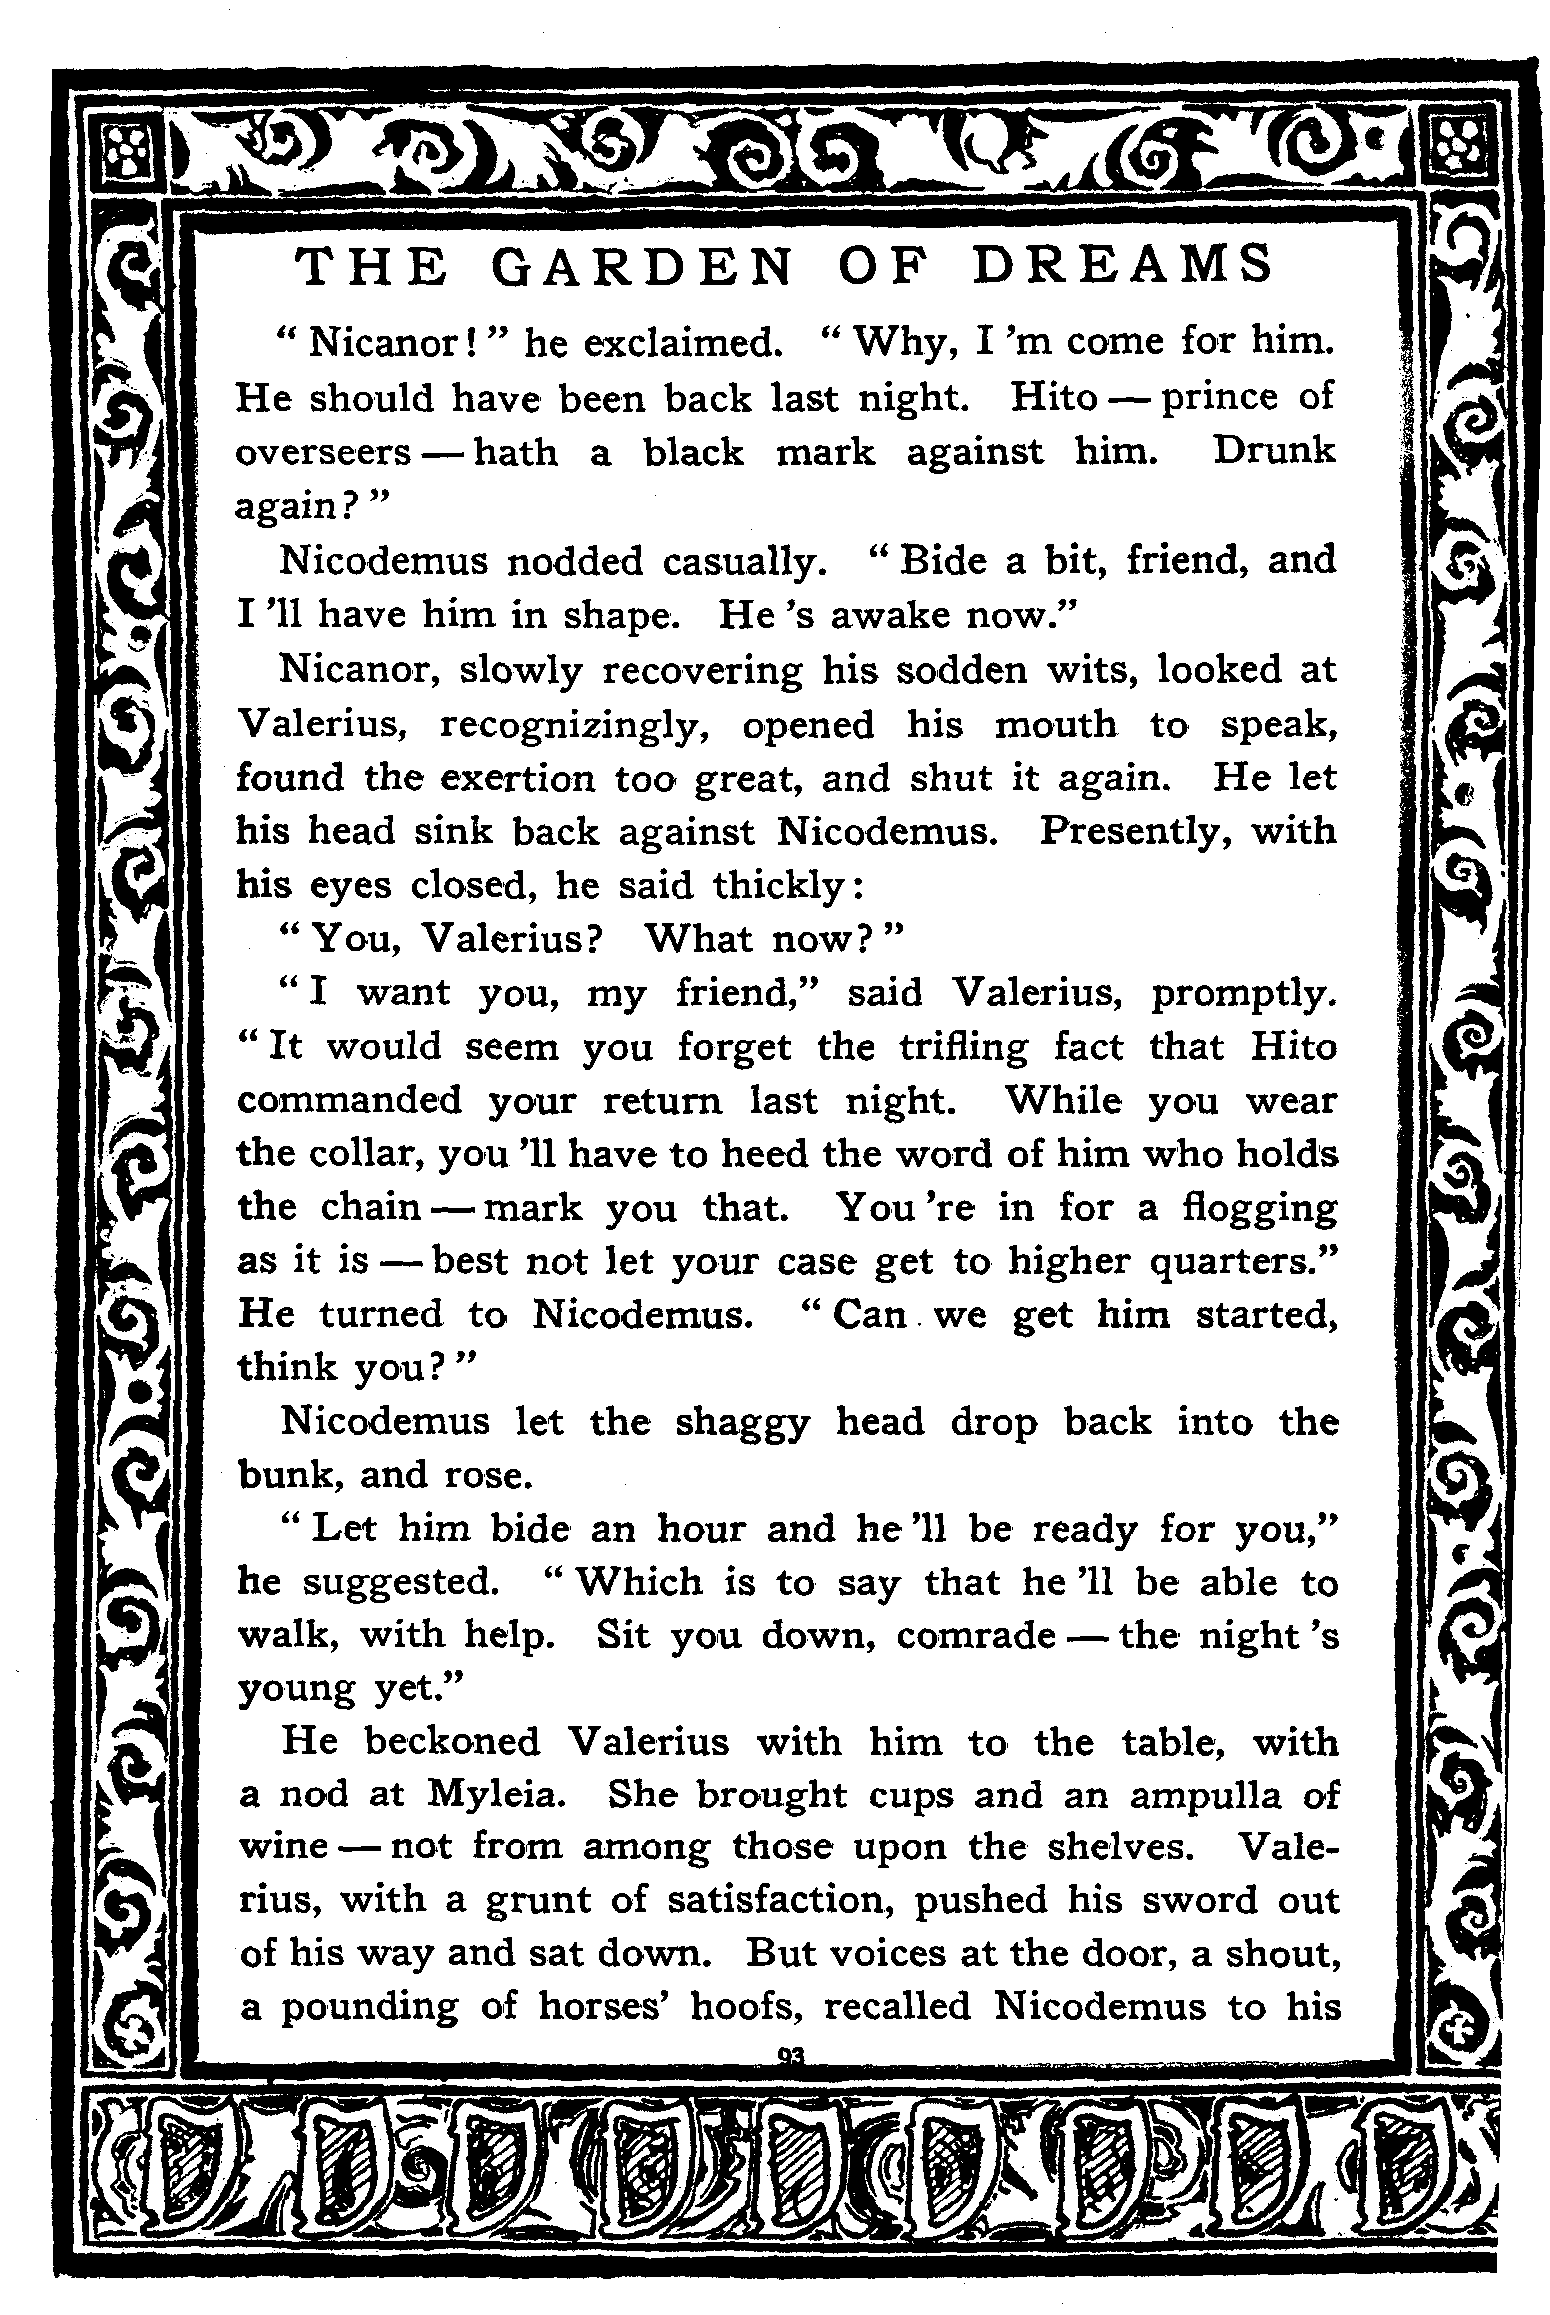 THE GARDEN OF DREAMS
“ Nicanor! ” he exclaimed. “ Why, I ’m come for him.
He should have been back last night. Hito — prince of
overseers — hath a black mark against him. Drunk
again? ”
Nicodemus nodded casually. “ Bide a bit, friend, and
I ’ll have him in shape. He ’s awake now.”
Nicanor, slowly recovering his sodden wits, looked at
Valerius, recognizingly, opened his mouth to speak,
found the exertion too great, and shut it again. He let
his head sink back against Nicodemus. Presently, with
his eyes closed, he said thickly:
“ You, Valerius? What now? ”
“ I want you, my friend,” said Valerius, promptly.
“ It would seem you forget the trifling fact that Hito
commanded your return last night. While you wear
the collar, you ’ll have to heed the word of him who holds
the chain — mark you that. You ’re in for a flogging
as it is — best not let your case get to higher quarters.”
He turned to Nicodemus. “ Can we get him started,
think you? ”
Nicodemus let the shaggy head drop back into the
bunk, and rose.
“ Let him bide an hour and he ’ll be ready for you,”
he suggested. “ Which is to say that he ’ll be able to
walk, with help. Sit you down, comrade — the night ’s
young yet.”
He beckoned Valerius with him to the table, with
a nod at Myleia. She brought cups and an ampulla of
wine — not from among those upon the shelves. Vale-
rius, with a grunt of satisfaction, pushed his sword out
of his way and sat down. But voices at the door, a shout,
a pounding of horses’ hoofs, recalled Nicodemus to his
93